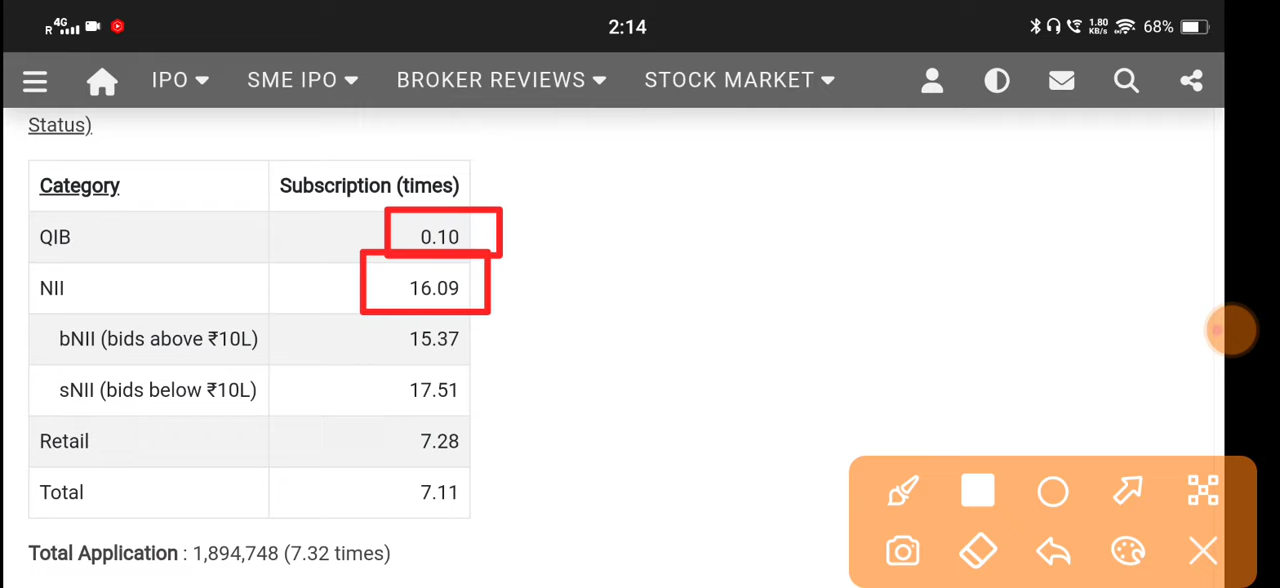 R 4G 2:14 1.80 KB/s 68%
IPO SME IPO BROKER REVIEWS STOCK MARKET
Status)
Category Subscription (times)
QIB 0.10
NII 16.09
bNII (bids above ₹10L) 15.37
sNII (bids below ₹10L) 17.51
Retail 7.28
Total 7.11
Total Application : 1,894,748 (7.32 times)